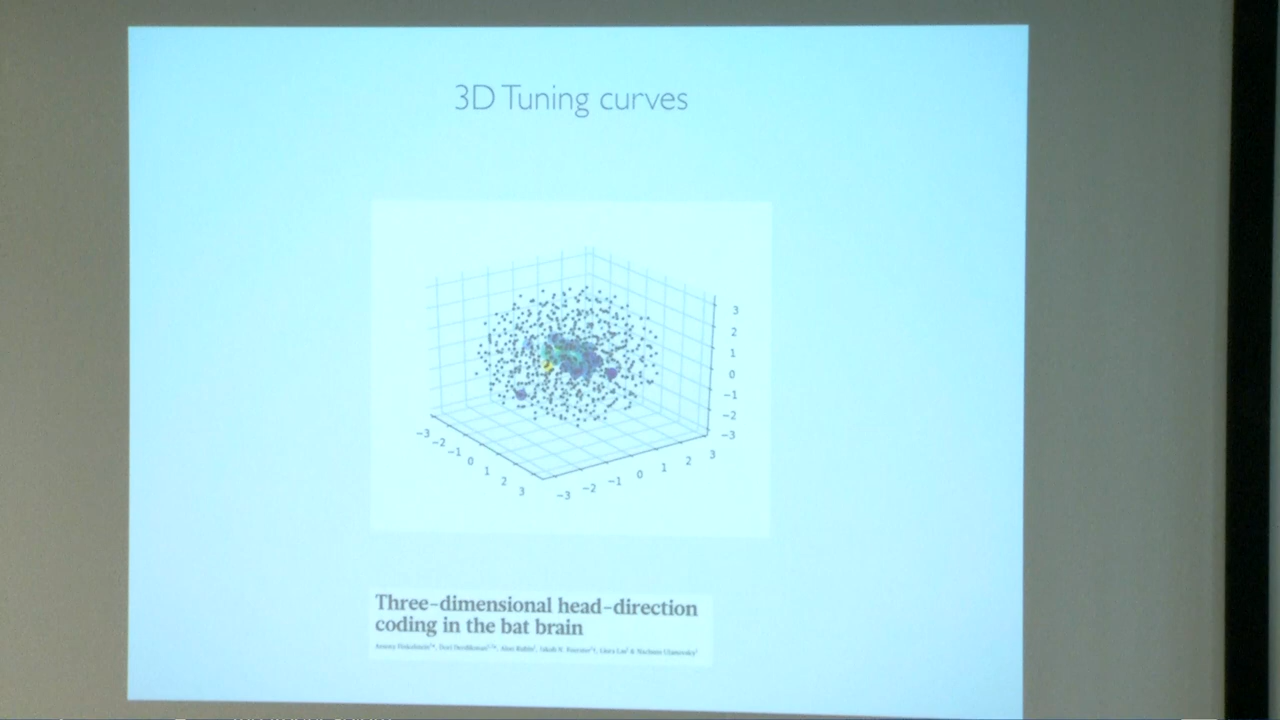 3D Tuning curves
3
2
1
0
−1
−2
−3
−3 −2 −1 0 1 2 3
−3 −2 −1 0 1 2 3
Three-dimensional head-direction
coding in the bat brain